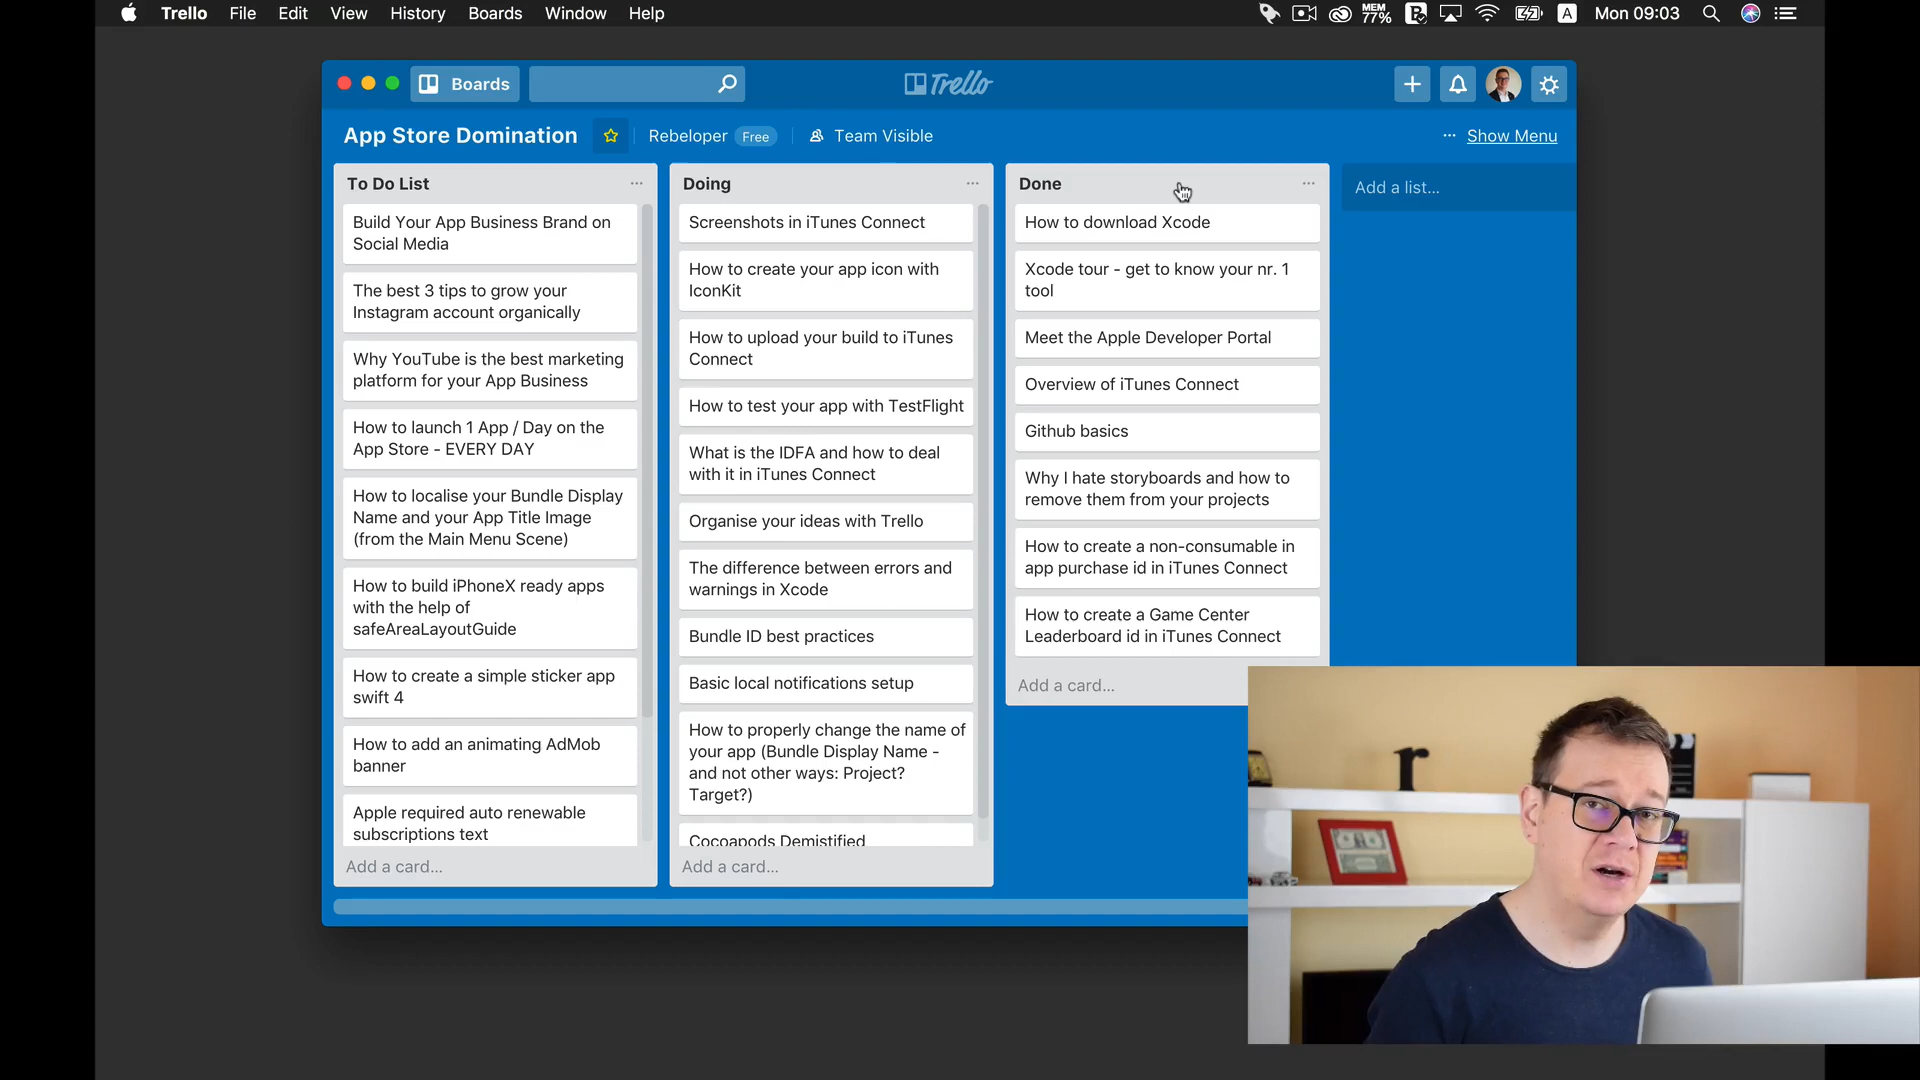 Trello File Edit View History Boards Window Help MEM 77% A Mon 09:03
Boards
Trello
App Store Domination Rebeloper Free Team Visible ... Show Menu
To Do List
Build Your App Business Brand on
Social Media
The best 3 tips to grow your
Instagram account organically
Why YouTube is the best marketing
platform for your App Business
How to launch 1 App / Day on the
App Store - EVERY DAY
How to localise your Bundle Display
Name and your App Title Image
(from the Main Menu Scene)
How to build iPhoneX ready apps
with the help of
safeAreaLayoutGuide
How to create a simple sticker app
swift 4
How to add an animating AdMob
banner
Apple required auto renewable
subscriptions text
Add a card...
Doing
Screenshots in iTunes Connect
How to create your app icon with
IconKit
How to upload your build to iTunes
Connect
How to test your app with TestFlight
What is the IDFA and how to deal
with it in iTunes Connect
Organise your ideas with Trello
The difference between errors and
warnings in Xcode
Bundle ID best practices
Basic local notifications setup
How to properly change the name of
your app (Bundle Display Name -
and not other ways: Project?
Target?)
Cocoapods Demistified
Add a card...
Done
How to download Xcode
Xcode tour - get to know your nr. 1
tool
Meet the Apple Developer Portal
Overview of iTunes Connect
Github basics
Why I hate storyboards and how to
remove them from your projects
How to create a non-consumable in
app purchase id in iTunes Connect
How to create a Game Center
Leaderboard id in iTunes Connect
Add a card...
Add a list...
r